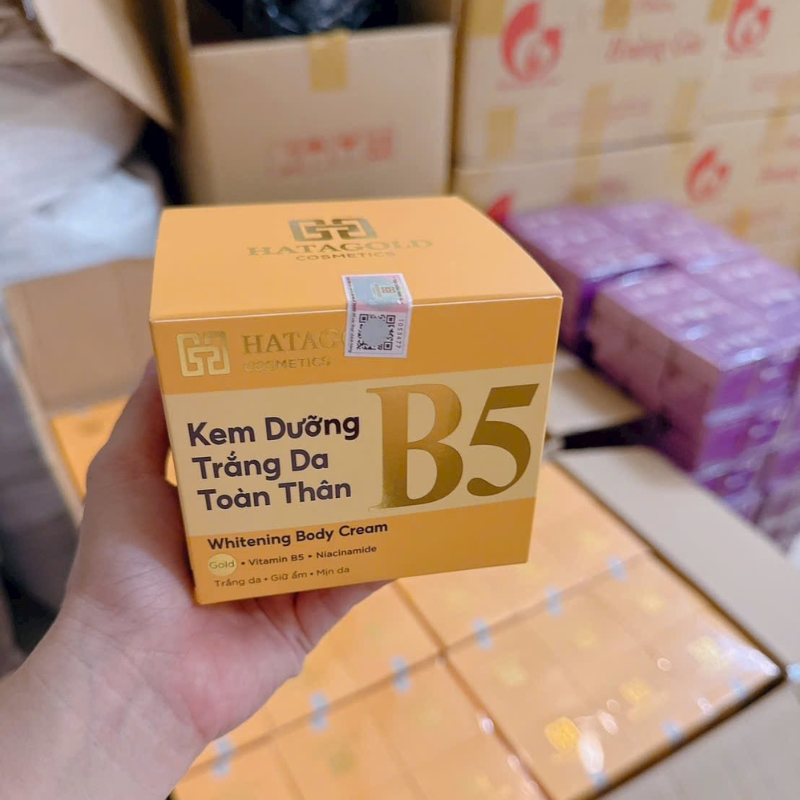 HATAGOLD
COSMETICS
COSMETICS
Kem Dưỡng
Trắng Da
Toàn Thân
B5
Whitening Body Cream
Gold • Vitamin B5 • Niacinamide
Trắng da • Giữ ẩm • Mịn da